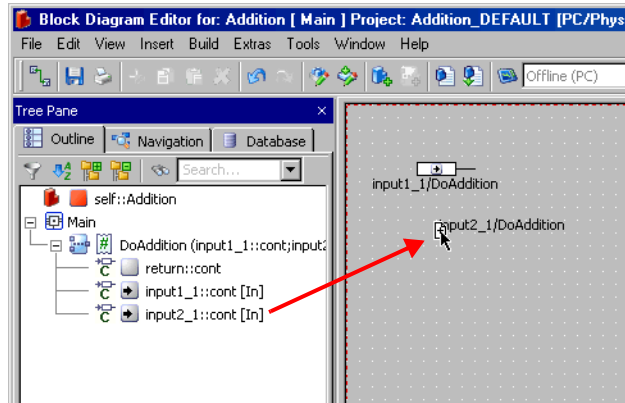 Block Diagram Editor for: Addition [ Main ] Project: Addition_DEFAULT [PC/Phys
File Edit View Insert Build Extras Tools Window Help
Offline (PC)
Tree Pane
Outline Navigation Database
Search...
self::Addition
Main
DoAddition (input1_1::cont;input2
return::cont
input1_1::cont [In]
input2_1::cont [In]
input1_1/DoAddition
input2_1/DoAddition